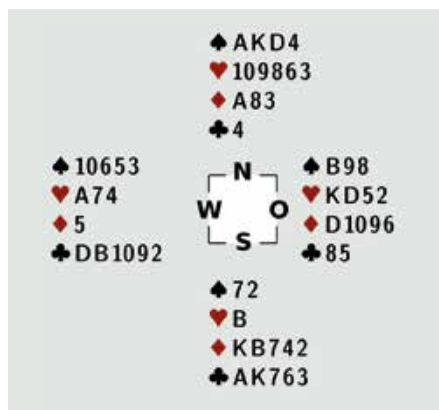 ♠ AKD4
♥ 109863
♦ A83
♣ 4
♠ 10653
♥ A74
♦ 5
♣ DB1092
N
W O
S
♠ B98
♥ KD52
♦ D1096
♣ 85
♠ 72
♥ B
♦ KB742
♣ AK763